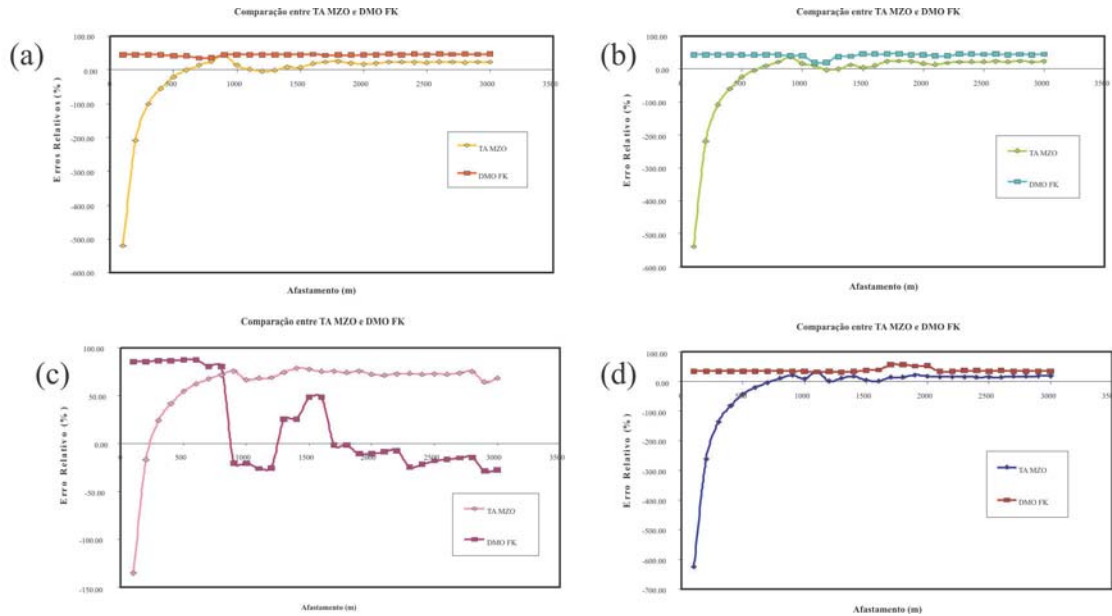 Comparação entre TA MZO e DMO FK
(a)
Erros Relativos (%)
100.00
0.00
-100.00
-200.00
-300.00
-400.00
-500.00
-600.00
0 500 1000 1500 2000 2500 3000 3500
TA MZO
DMO FK
Afastamento (m)
Comparação entre TA MZO e DMO FK
(b)
Erro Relativo (%)
100.00
0.00
-100.00
-200.00
-300.00
-400.00
-500.00
-600.00
0 500 1000 1500 2000 2500 3000 3500
TA MZO
DMO FK
Afastamento (m)
Comparação entre TA MZO e DMO FK
(c)
Erro Relativo (%)
100.00
50.00
0.00
-50.00
-100.00
-150.00
0 500 1000 1500 2000 2500 3000 3500
TA MZO
DMO FK
Afastamento (m)
Comparação entre TA MZO e DMO FK
(d)
Erro Relativo (%)
100.00
0.00
-100.00
-200.00
-300.00
-400.00
-500.00
-600.00
-700.00
0 500 1000 1500 2000 2500 3000 3500
TA MZO
DMO FK
Afastamento (m)